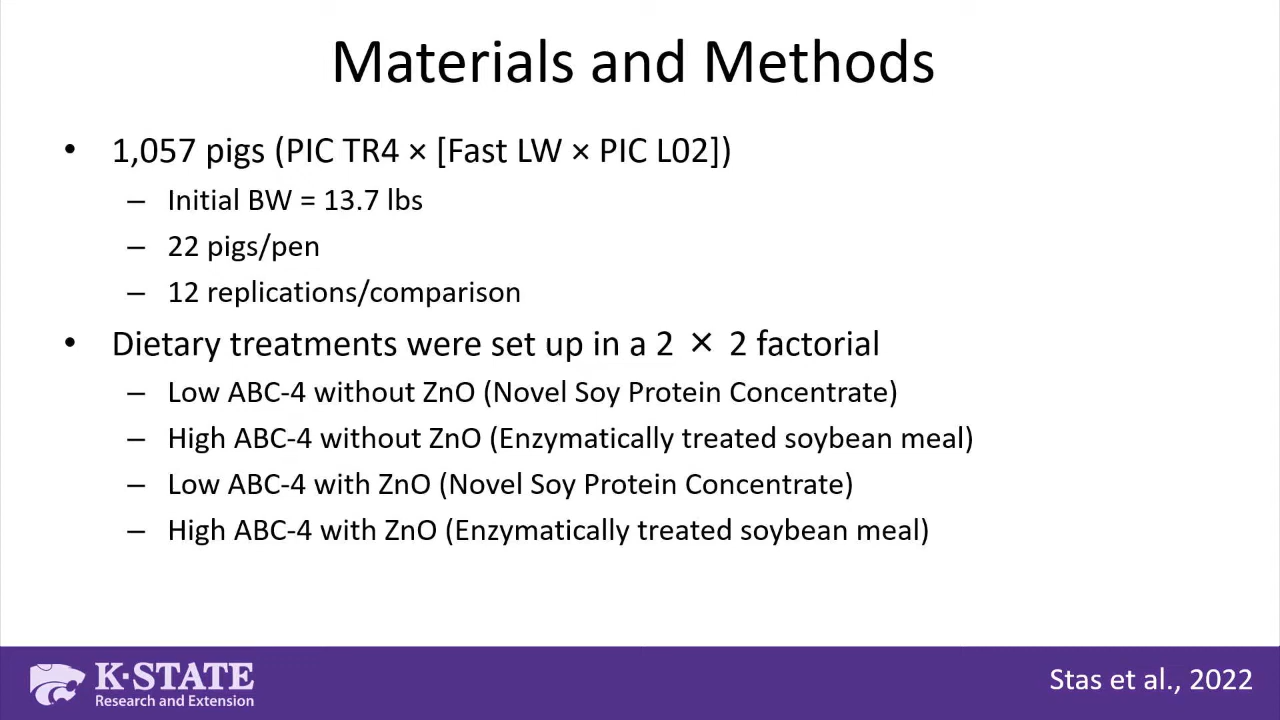 Materials and Methods
• 1,057 pigs (PIC TR4 × [Fast LW × PIC L02])
– Initial BW = 13.7 lbs
– 22 pigs/pen
– 12 replications/comparison
• Dietary treatments were set up in a 2 × 2 factorial
– Low ABC-4 without ZnO (Novel Soy Protein Concentrate)
– High ABC-4 without ZnO (Enzymatically treated soybean meal)
– Low ABC-4 with ZnO (Novel Soy Protein Concentrate)
– High ABC-4 with ZnO (Enzymatically treated soybean meal)
K-STATE
Research and Extension
Stas et al., 2022